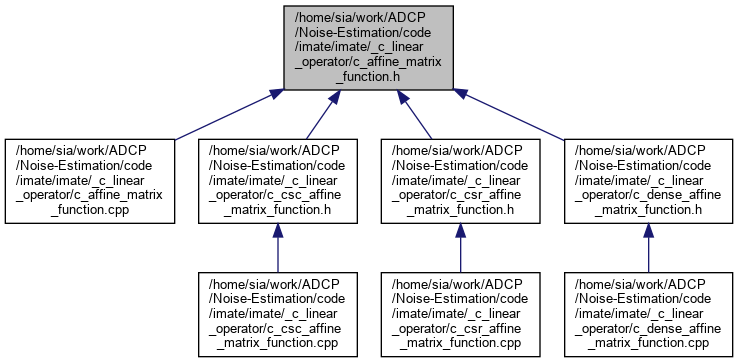 /home/sia/work/ADCP
/Noise-Estimation/code
/imate/imate/_c_linear
_operator/c_affine_matrix
_function.h
/home/sia/work/ADCP
/Noise-Estimation/code
/imate/imate/_c_linear
_operator/c_affine_matrix
_function.cpp
/home/sia/work/ADCP
/Noise-Estimation/code
/imate/imate/_c_linear
_operator/c_csc_affine
_matrix_function.h
/home/sia/work/ADCP
/Noise-Estimation/code
/imate/imate/_c_linear
_operator/c_csr_affine
_matrix_function.h
/home/sia/work/ADCP
/Noise-Estimation/code
/imate/imate/_c_linear
_operator/c_dense_affine
_matrix_function.h
/home/sia/work/ADCP
/Noise-Estimation/code
/imate/imate/_c_linear
_operator/c_csc_affine
_matrix_function.cpp
/home/sia/work/ADCP
/Noise-Estimation/code
/imate/imate/_c_linear
_operator/c_csr_affine
_matrix_function.cpp
/home/sia/work/ADCP
/Noise-Estimation/code
/imate/imate/_c_linear
_operator/c_dense_affine
_matrix_function.cpp